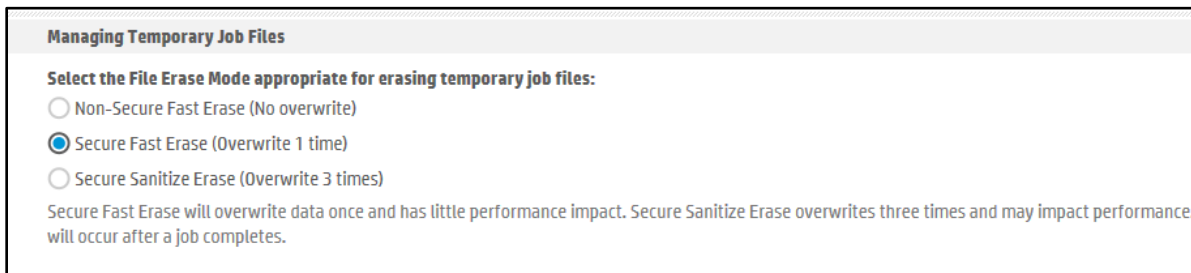 Managing Temporary Job Files
Select the File Erase Mode appropriate for erasing temporary job files:
Non-Secure Fast Erase (No overwrite)
Secure Fast Erase (Overwrite 1 time)
Secure Sanitize Erase (Overwrite 3 times)
Secure Fast Erase will overwrite data once and has little performance impact. Secure Sanitize Erase overwrites three times and may impact performance
will occur after a job completes.